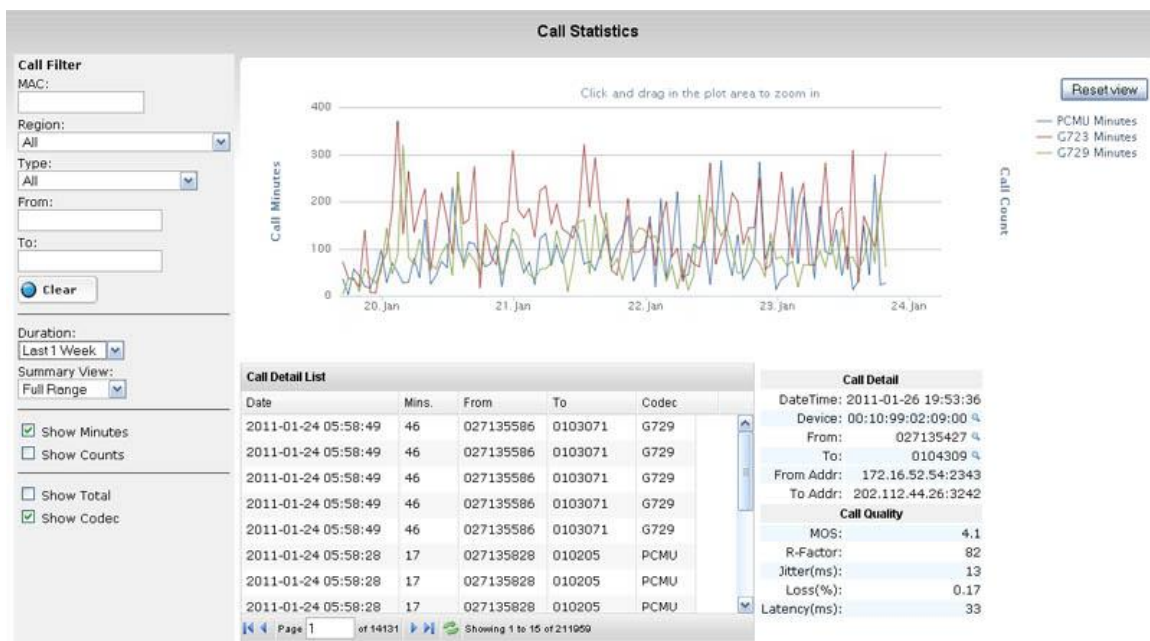 Call Statistics
Call Filter
MAC:
Region:
All
Type:
All
From:
To:
Clear
Duration:
Last 1 Week
Summary View:
Full Range
Show Minutes
Show Counts
Show Total
Show Codec
Click and drag in the plot area to zoom in
Reset view
PCMU Minutes
G723 Minutes
G729 Minutes
Call Minutes
400
300
200
100
0
20. Jan 21. Jan 22. Jan 23. Jan 24. Jan
Call Count
Call Detail List
Date Mins. From To Codec
2011-01-24 05:58:49 46 027135586 0103071 G729
2011-01-24 05:58:49 46 027135586 0103071 G729
2011-01-24 05:58:49 46 027135586 0103071 G729
2011-01-24 05:58:49 46 027135586 0103071 G729
2011-01-24 05:58:49 46 027135586 0103071 G729
2011-01-24 05:58:28 17 027135828 010205 PCMU
2011-01-24 05:58:28 17 027135828 010205 PCMU
2011-01-24 05:58:28 17 027135828 010205 PCMU
Page 1 of 14131 Showing 1 to 15 of 211959
Call Detail
DateTime: 2011-01-26 19:53:36
Device: 00:10:99:02:09:00
From: 027135427
To: 0104309
From Addr: 172.16.52.54:2343
To Addr: 202.112.44.26:3242
Call Quality
MOS: 4.1
R-Factor: 82
Jitter(ms): 13
Loss(%): 0.17
Latency(ms): 33